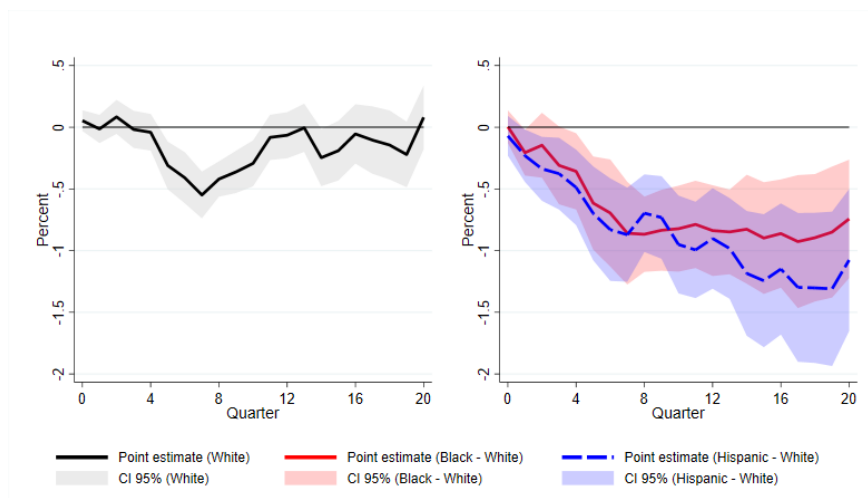 .5
0
-.5
-1
-1.5
-2
Percent
0 4 8 12 16 20
Quarter
.5
0
-.5
-1
-1.5
-2
Percent
0 4 8 12 16 20
Quarter
Point estimate (White) Point estimate (Black - White) Point estimate (Hispanic - White)
CI 95% (White) CI 95% (Black - White) CI 95% (Hispanic - White)